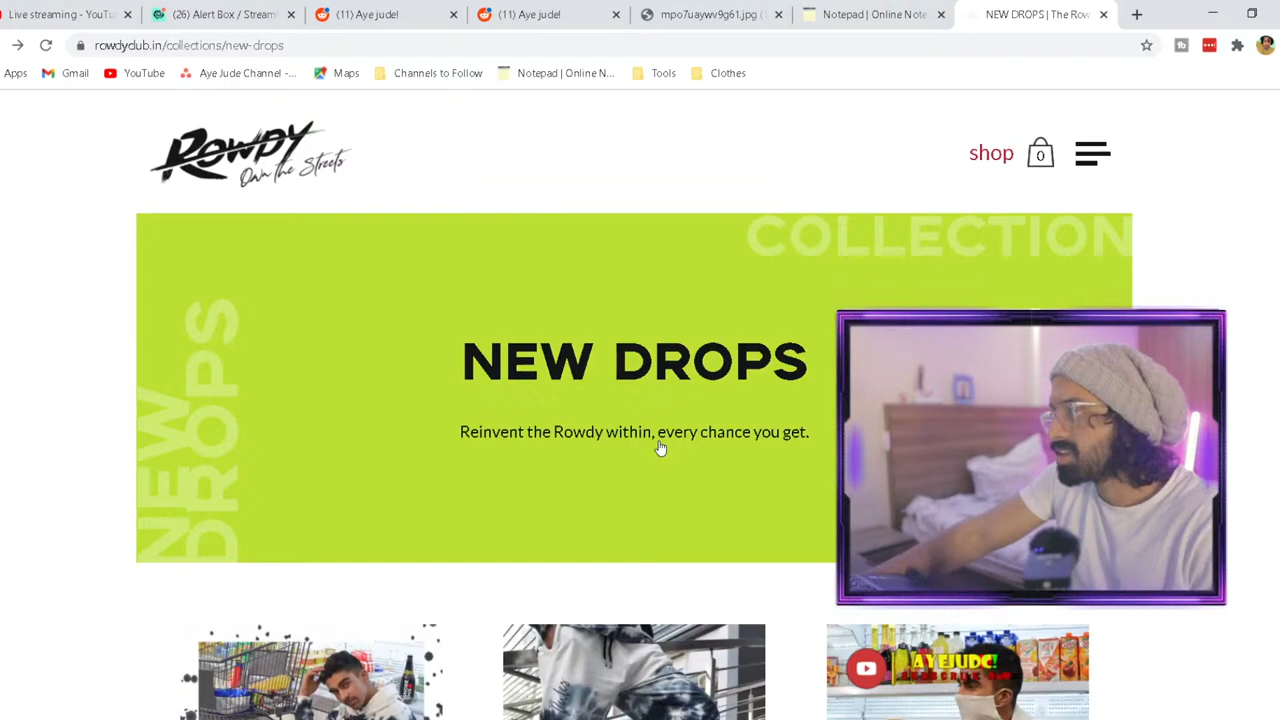 Live streaming - YouTu
(26) Alert Box / Stream
(11) Aye jude!
(11) Aye jude!
mpo7uaywv9g61.jpg (
Notepad | Online Note
NEW DROPS | The Row
rowdyclub.in/collections/new-drops
Apps
Gmail
YouTube
Aye Jude Channel -...
Maps
Channels to Follow
Notepad | Online N...
Tools
Clothes
ROWDY
Own the Streets
shop
0
COLLECTION
NEW DROPS
NEW DROPS
Reinvent the Rowdy within, every chance you get.
AYEJUDE!
SUBSCRIBE NOW